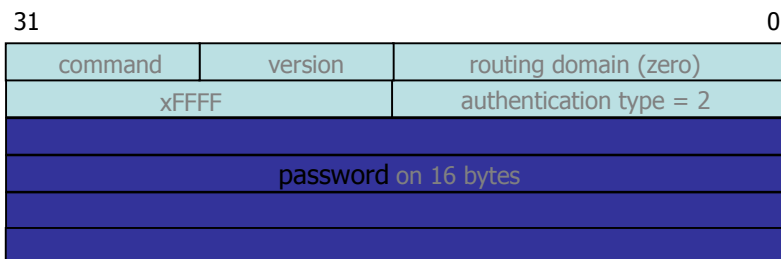 31 0
command version routing domain (zero)
xFFFF authentication type = 2
password on 16 bytes